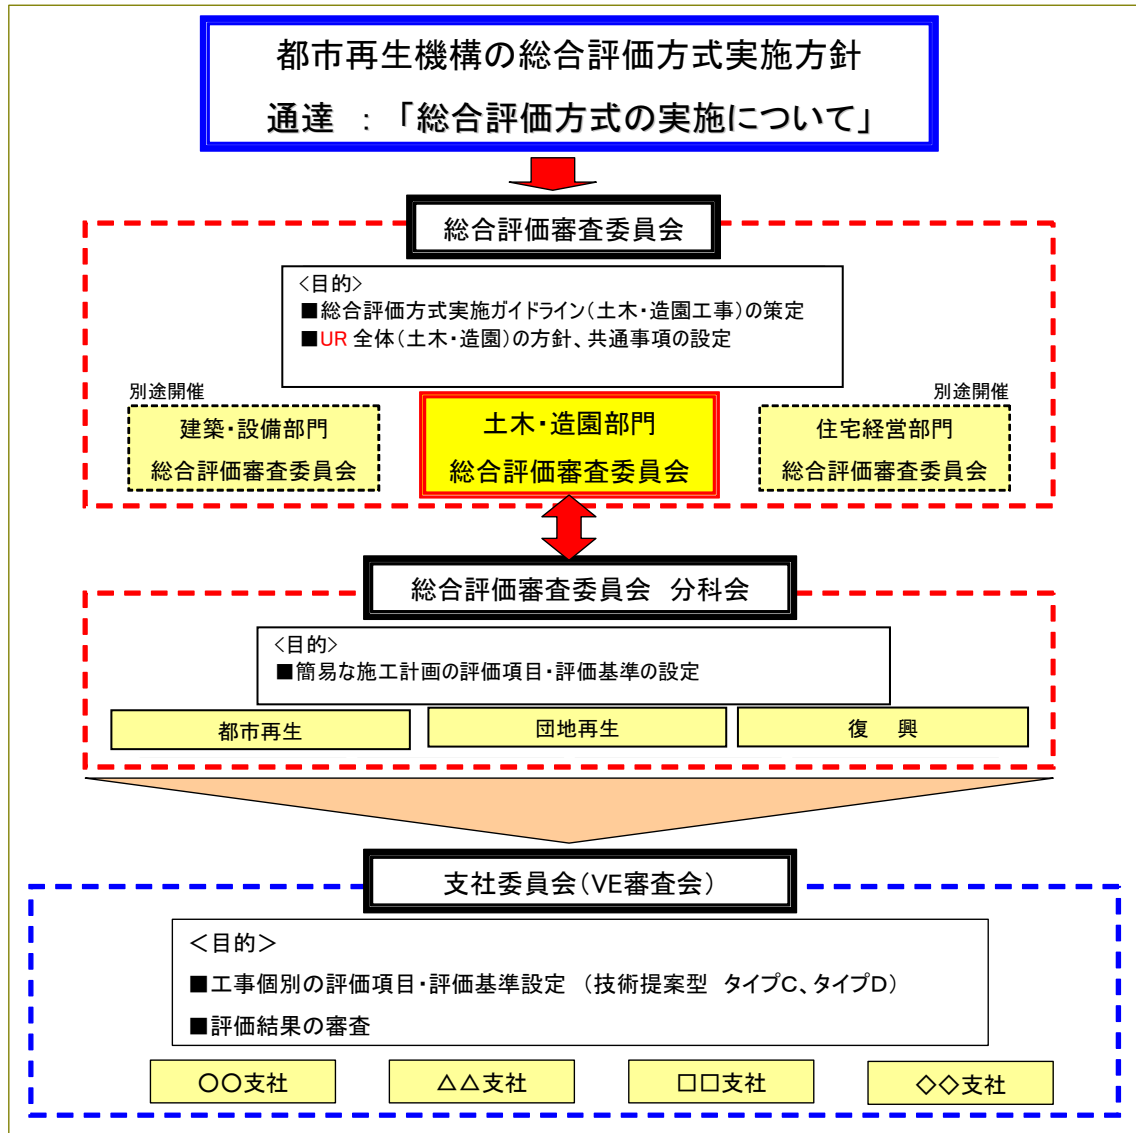 都市再生機構の総合評価方式実施方針
通達 : 「総合評価方式の実施について」
総合評価審査委員会
<目的>
■総合評価方式実施ガイドライン(土木・造園工事)の策定
■UR 全体(土木・造園)の方針、共通事項の設定
別途開催
建築・設備部門
総合評価審査委員会
土木・造園部門
総合評価審査委員会
別途開催
住宅経営部門
総合評価審査委員会
総合評価審査委員会 分科会
<目的>
■簡易な施工計画の評価項目・評価基準の設定
都市再生
団地再生
復 興
支社委員会(VE審査会)
<目的>
■工事個別の評価項目・評価基準設定 (技術提案型 タイプC、タイプD)
■評価結果の審査
○○支社
△△支社
□□支社
◇◇支社